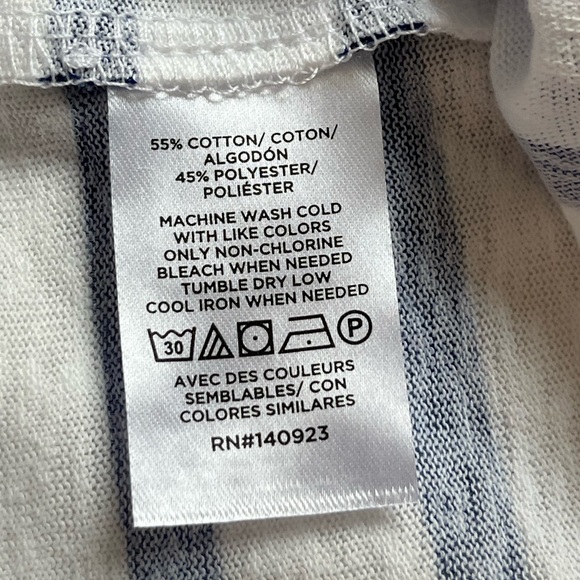 55% COTTON/ COTON/
ALGODÓN
45% POLYESTER/
POLIÉSTER
MACHINE WASH COLD
WITH LIKE COLORS
ONLY NON-CHLORINE
BLEACH WHEN NEEDED
TUMBLE DRY LOW
COOL IRON WHEN NEEDED
30 P
AVEC DES COULEURS
SEMBLABLES/ CON
COLORES SIMILARES
RN#140923